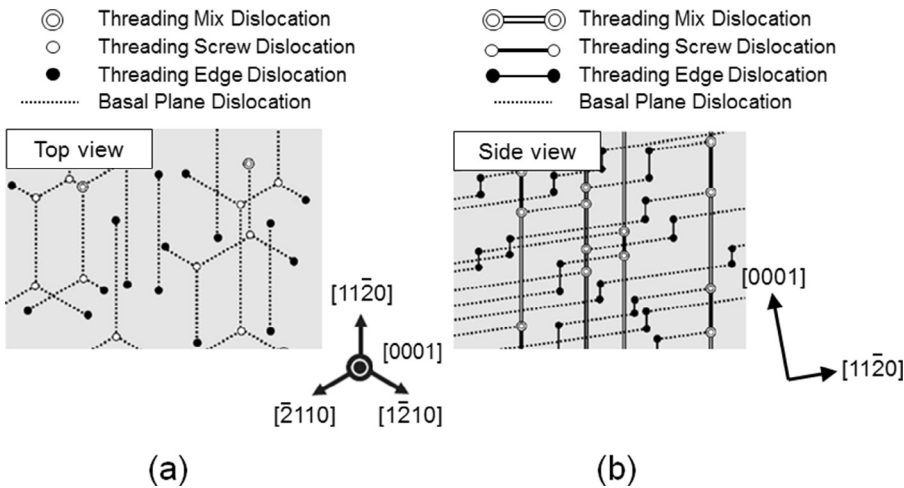 Threading Mix Dislocation
Threading Screw Dislocation
Threading Edge Dislocation
Basal Plane Dislocation
Top view
[112̄0]
[0001]
[2̄110]
[12̄10]
(a)
Threading Mix Dislocation
Threading Screw Dislocation
Threading Edge Dislocation
Basal Plane Dislocation
Side view
[0001]
[112̄0]
(b)